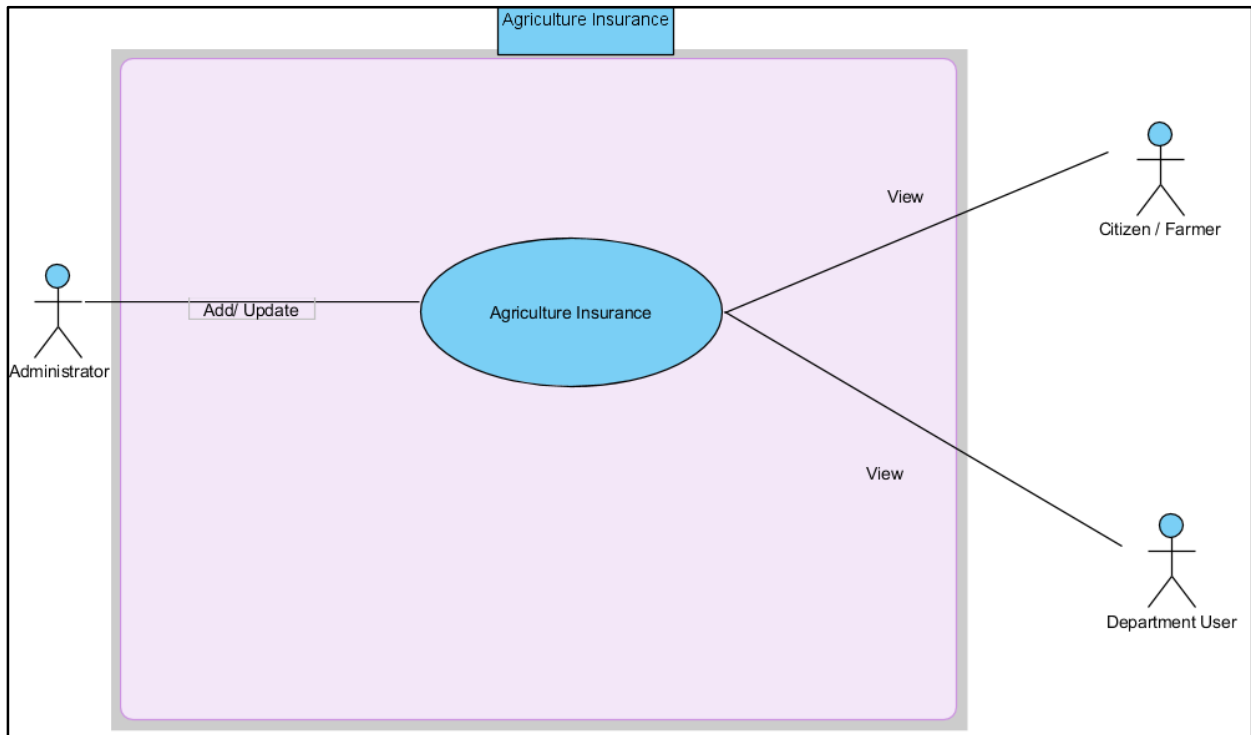 Agriculture Insurance
View
Citizen / Farmer
Add/ Update
Agriculture Insurance
Administrator
View
Department User